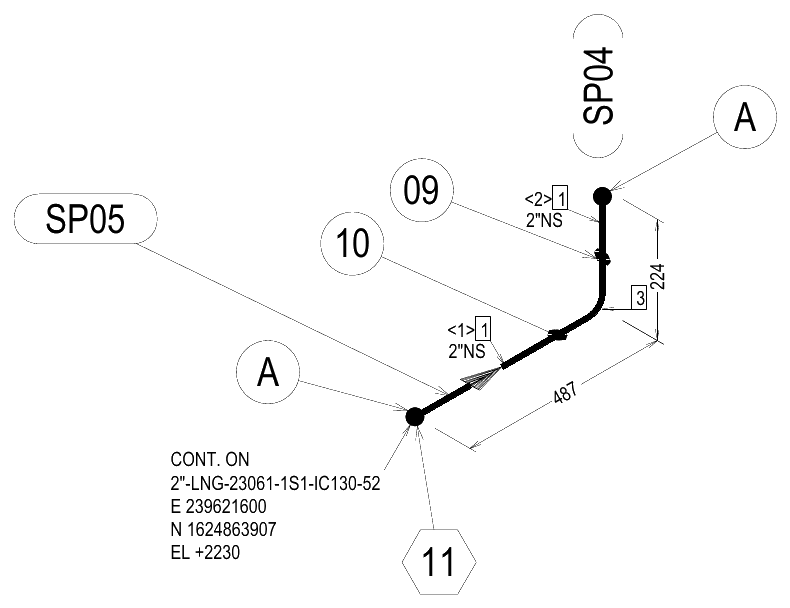 SP04
A
09
<2> 1
2"NS
SP05
10
224
3
<1> 1
2"NS
A
487
CONT. ON
2"-LNG-23061-1S1-IC130-52
E 239621600
N 1624863907
EL +2230
11